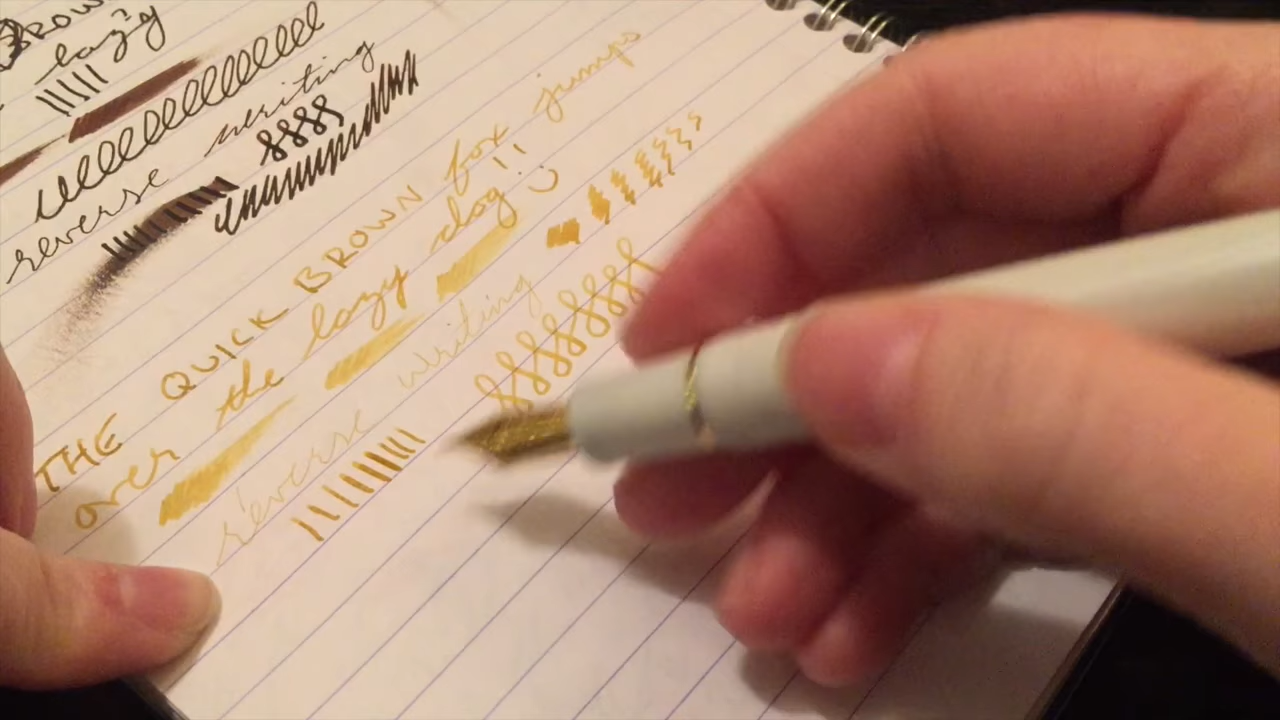 BROWN
lazy
reverse writing
THE QUICK BROWN fox jumps
over the lazy dog!!
reverse writing